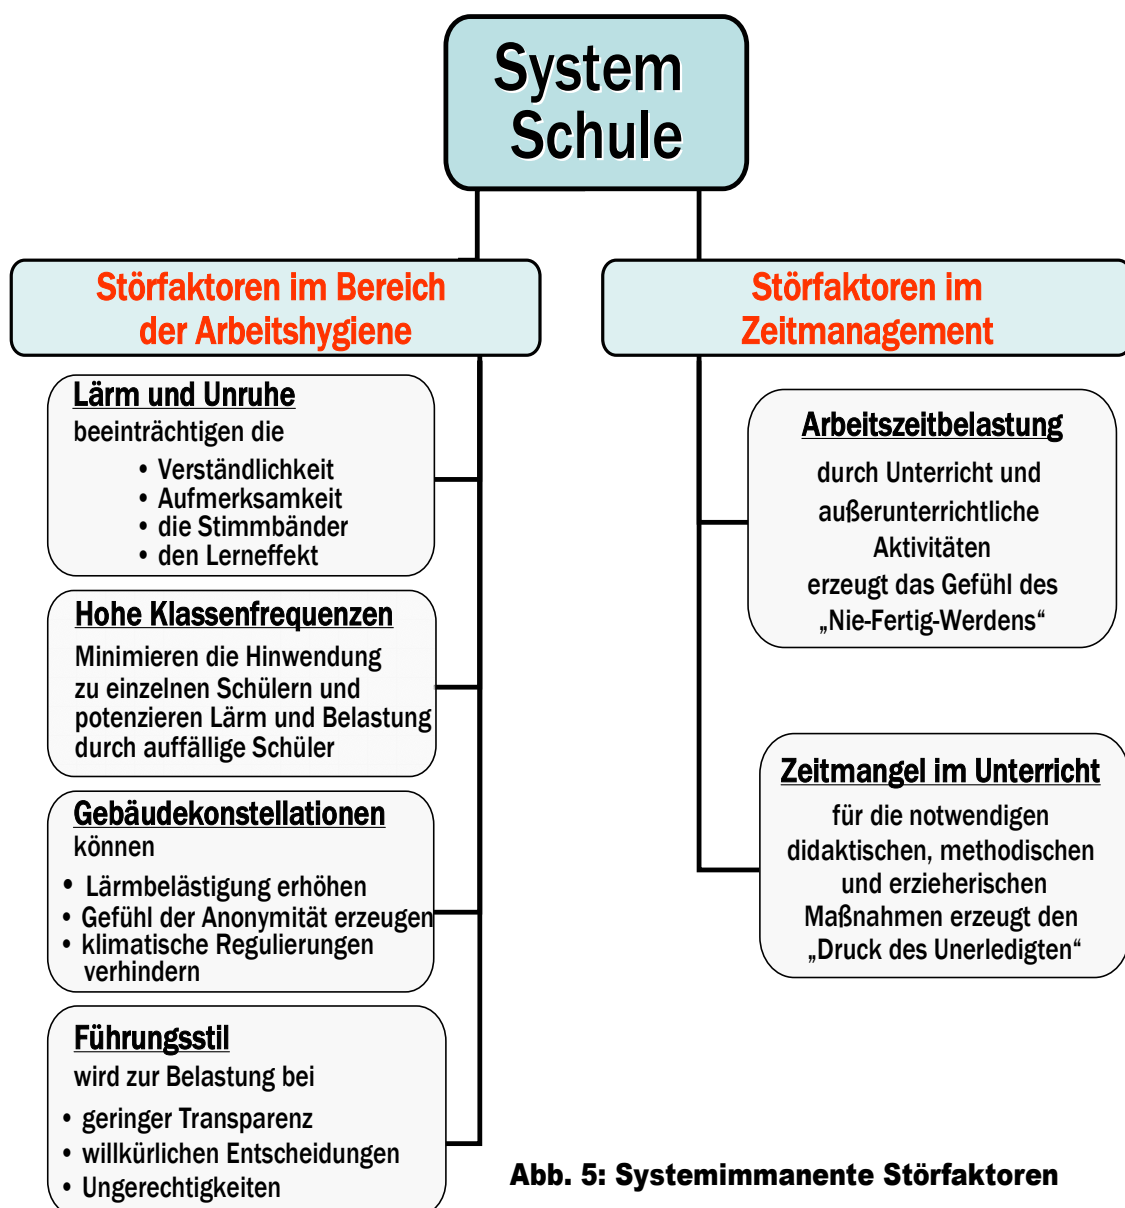 System
Schule
Störfaktoren im Bereich
der Arbeitshygiene
Lärm und Unruhe
beeinträchtigen die
• Verständlichkeit
• Aufmerksamkeit
• die Stimmbänder
• den Lerneffekt
Hohe Klassenfrequenzen
Minimieren die Hinwendung
zu einzelnen Schülern und
potenzieren Lärm und Belastung
durch auffällige Schüler
Gebäudekonstellationen
können
• Lärmbelästigung erhöhen
• Gefühl der Anonymität erzeugen
• klimatische Regulierungen
verhindern
Führungsstil
wird zur Belastung bei
• geringer Transparenz
• willkürlichen Entscheidungen
• Ungerechtigkeiten
Störfaktoren im
Zeitmanagement
Arbeitszeitbelastung
durch Unterricht und
außerunterrichtliche
Aktivitäten
erzeugt das Gefühl des
„Nie-Fertig-Werdens“
Zeitmangel im Unterricht
für die notwendigen
didaktischen, methodischen
und erzieherischen
Maßnahmen erzeugt den
„Druck des Unerledigten“
Abb. 5: Systemimmanente Störfaktoren